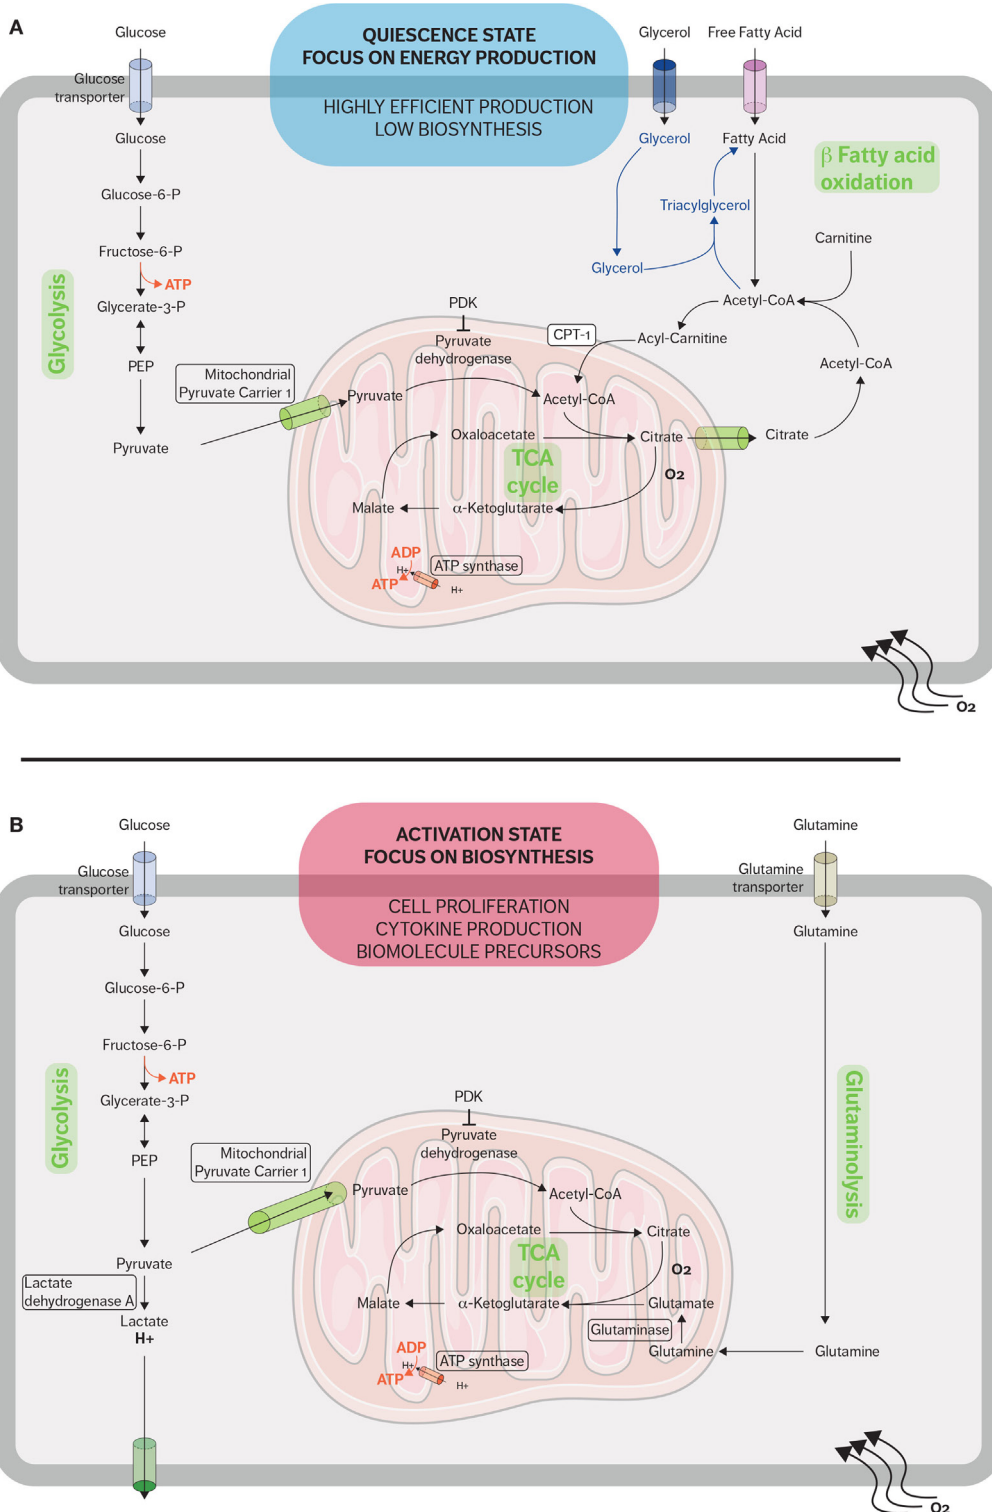 A
Glucose
QUIESCENCE STATE
FOCUS ON ENERGY PRODUCTION
HIGHLY EFFICIENT PRODUCTION
LOW BIOSYNTHESIS
Glycerol
Free Fatty Acid
Glucose
transporter
Glucose
Glycerol
Fatty Acid
β Fatty acid
oxidation
Glucose-6-P
Triacylglycerol
Carnitine
Fructose-6-P
Glycerol
ATP
Glycolysis
Glycerate-3-P
PDK
Acetyl-CoA
Pyruvate
dehydrogenase
CPT-1
Acyl-Carnitine
PEP
Acetyl-CoA
Mitochondrial
Pyruvate Carrier 1
Pyruvate
Acetyl-CoA
Pyruvate
Oxaloacetate
Citrate
Citrate
TCA
cycle
O2
Malate
α-Ketoglutarate
ADP
H+
ATP
ATP synthase
H+
O2
B
Glucose
ACTIVATION STATE
FOCUS ON BIOSYNTHESIS
CELL PROLIFERATION
CYTOKINE PRODUCTION
BIOMOLECULE PRECURSORS
Glutamine
Glucose
transporter
Glutamine
transporter
Glucose
Glutamine
Glucose-6-P
Fructose-6-P
ATP
Glycolysis
Glycerate-3-P
PDK
Pyruvate
dehydrogenase
Glutaminolysis
PEP
Mitochondrial
Pyruvate Carrier 1
Pyruvate
Acetyl-CoA
Oxaloacetate
Citrate
TCA
cycle
O2
Pyruvate
Lactate
dehydrogenase A
Malate
α-Ketoglutarate
Glutamate
Lactate
H+
Glutaminase
Glutamine
Glutamine
ADP
H+
ATP
ATP synthase
H+
O2